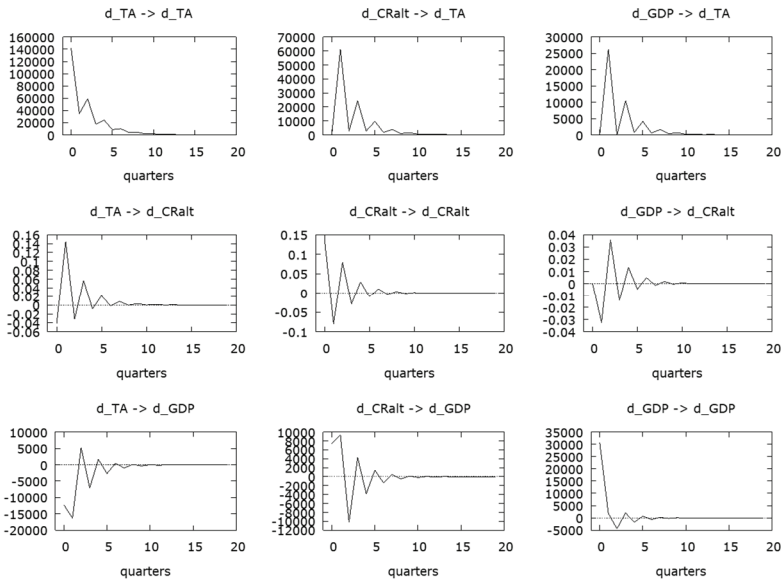 d_TA -> d_TA
160000
140000
120000
100000
80000
60000
40000
20000
0
0 5 10 15 20
quarters
d_CRalt -> d_TA
70000
60000
50000
40000
30000
20000
10000
0
0 5 10 15 20
quarters
d_GDP -> d_TA
30000
25000
20000
15000
10000
5000
0
0 5 10 15 20
quarters
d_TA -> d_CRalt
0.16
0.14
0.12
0.1
0.08
0.06
0.04
0.02
0
-0.02
-0.04
-0.06
0 5 10 15 20
quarters
d_CRalt -> d_CRalt
0.15
0.1
0.05
0
-0.05
-0.1
0 5 10 15 20
quarters
d_GDP -> d_CRalt
0.04
0.03
0.02
0.01
0
-0.01
-0.02
-0.03
-0.04
0 5 10 15 20
quarters
d_TA -> d_GDP
10000
5000
0
-5000
-10000
-15000
-20000
0 5 10 15 20
quarters
d_CRalt -> d_GDP
10000
8000
6000
4000
2000
0
-2000
-4000
-6000
-8000
-10000
-12000
0 5 10 15 20
quarters
d_GDP -> d_GDP
35000
30000
25000
20000
15000
10000
5000
0
-5000
0 5 10 15 20
quarters